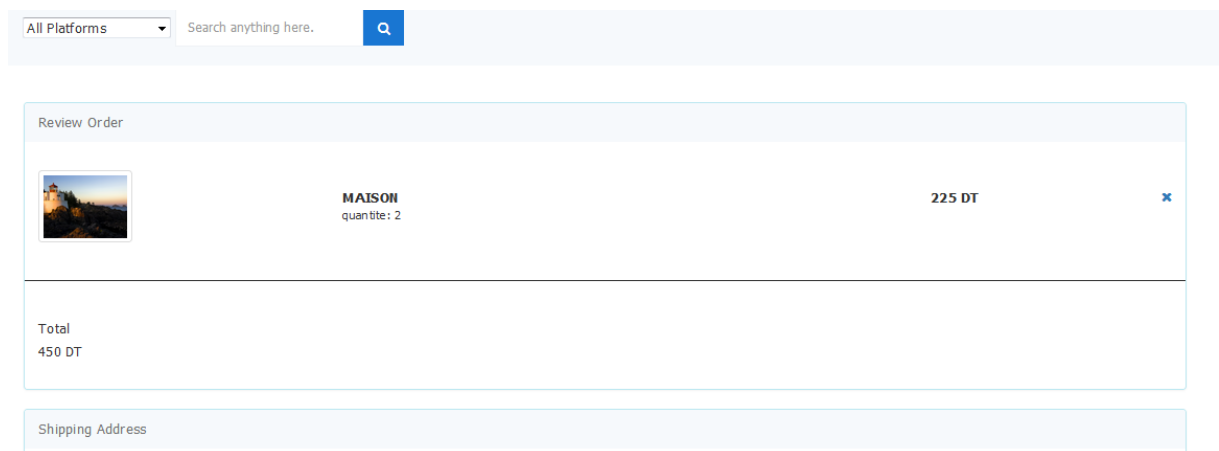 All Platforms Search anything here.
Review Order
MAISON 225 DT
quantite: 2
Total
450 DT
Shipping Address